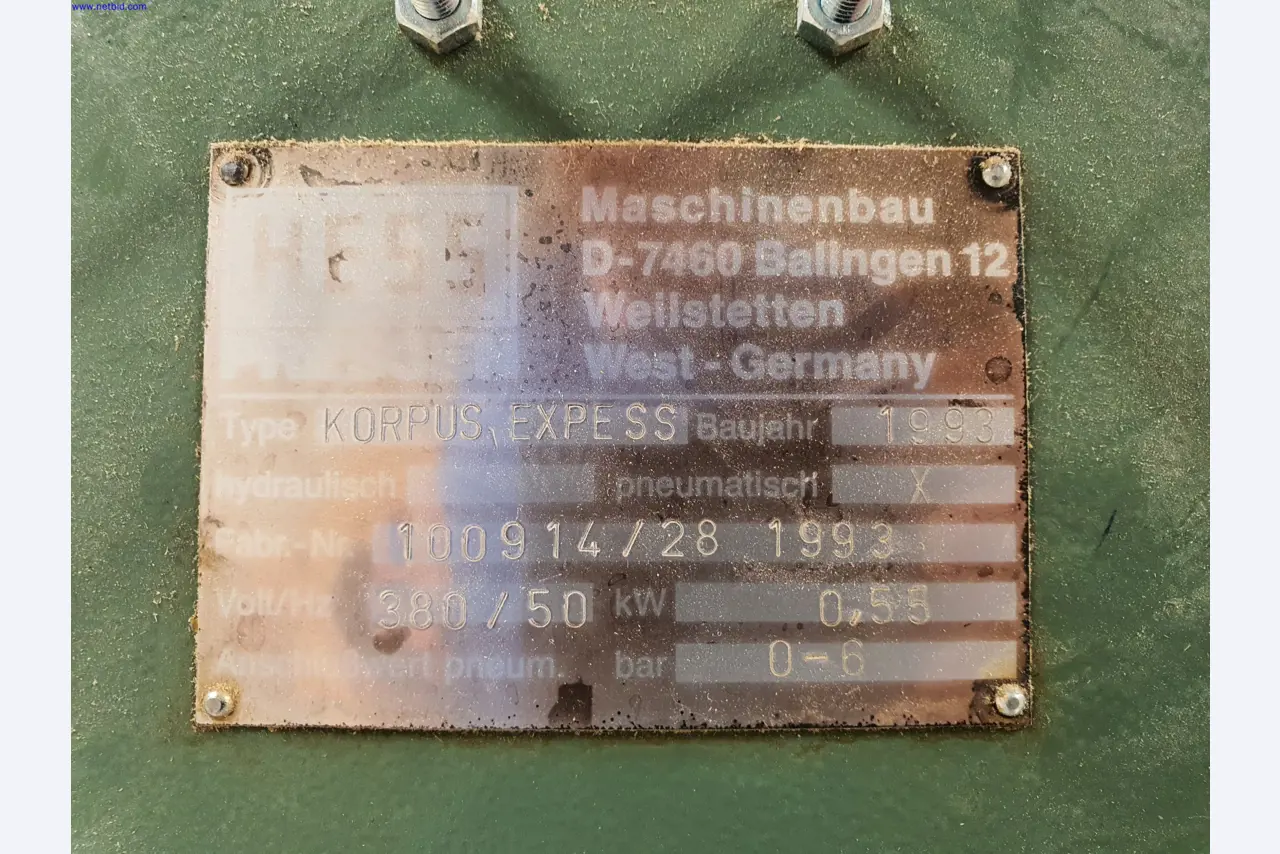 www.netbid.com
HESS
Maschinenbau
D-7460 Balingen 12
Weilstetten
West-Germany
Type KORPUS EXPESS Baujahr 1993
hydraulisch pneumatisch X
Fabr.-Nr. 100914/28 1993
Volt/Hz 380/50 kW 0,55
Anschlußwert pneum. bar 0-6